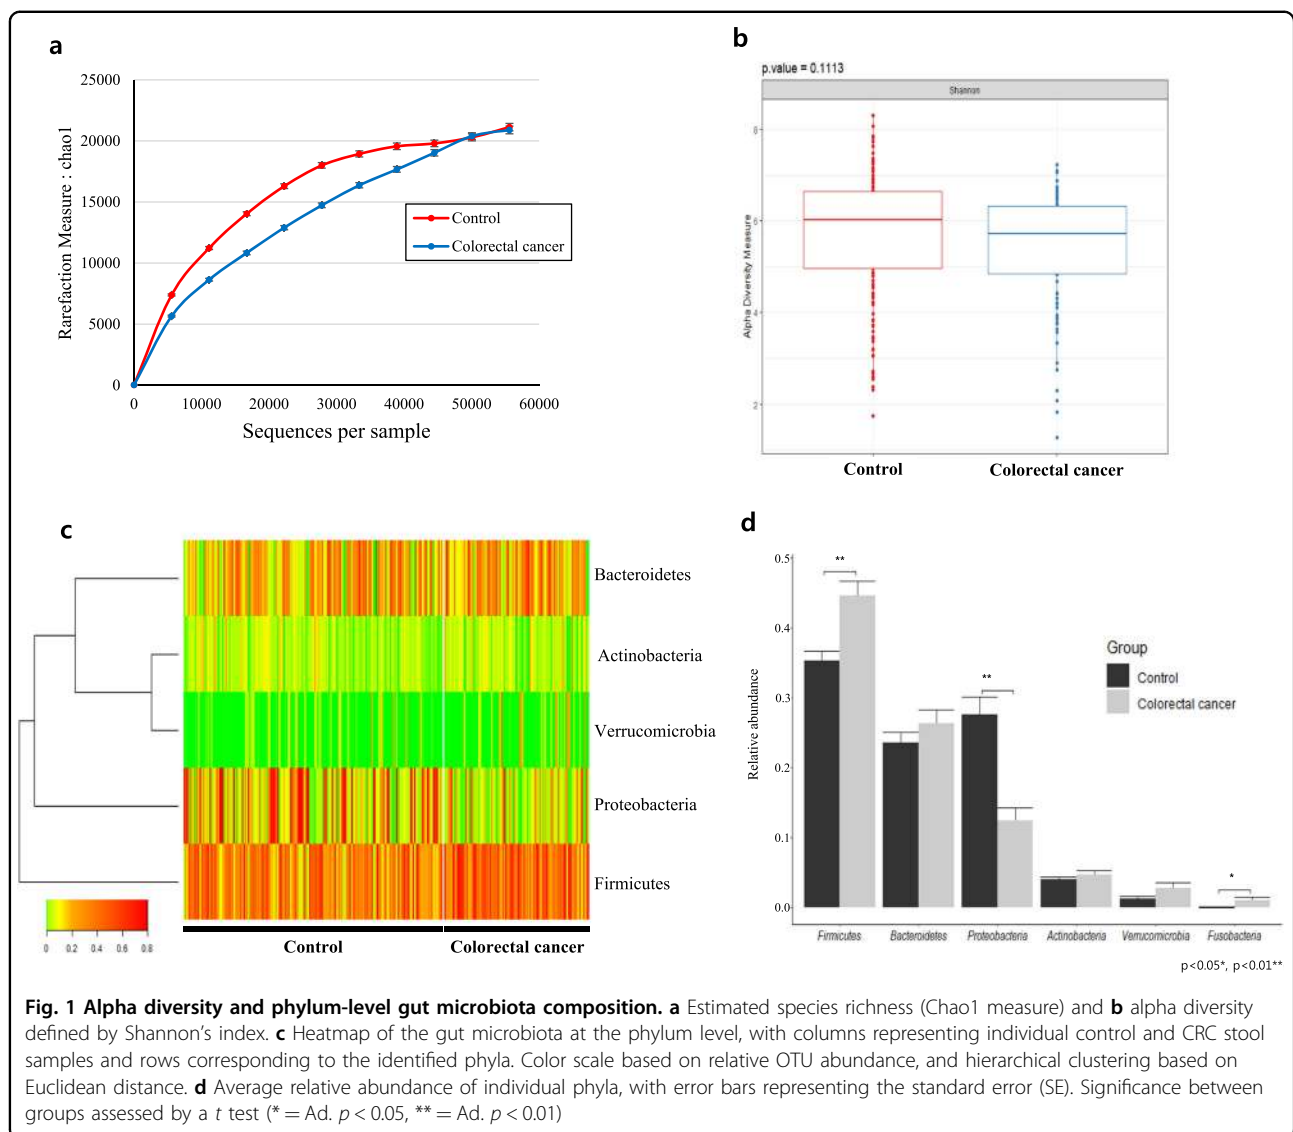 a
25000
20000
15000
10000
5000
0
Rarefaction Measure : chao1
0 10000 20000 30000 40000 50000 60000
Sequences per sample
Control
Colorectal cancer
b
p.value = 0.1113
Shannon
8
6
4
2
Alpha Diversity Measure
Control Colorectal cancer
c
Bacteroidetes
Actinobacteria
Verrucomicrobia
Proteobacteria
Firmicutes
0 0.2 0.4 0.6 0.8
Control Colorectal cancer
d
0.5
0.4
0.3
0.2
0.1
0.0
Relative abundance
**
**
*
Group
Control
Colorectal cancer
Firmicutes Bacteroidetes Proteobacteria Actinobacteria Verrucomicrobia Fusobacteria
p<0.05*, p<0.01**
Fig. 1 Alpha diversity and phylum-level gut microbiota composition. a Estimated species richness (Chao1 measure) and b alpha diversity
defined by Shannon's index. c Heatmap of the gut microbiota at the phylum level, with columns representing individual control and CRC stool
samples and rows corresponding to the identified phyla. Color scale based on relative OTU abundance, and hierarchical clustering based on
Euclidean distance. d Average relative abundance of individual phyla, with error bars representing the standard error (SE). Significance between
groups assessed by a t test (* = Ad. p < 0.05, ** = Ad. p < 0.01)